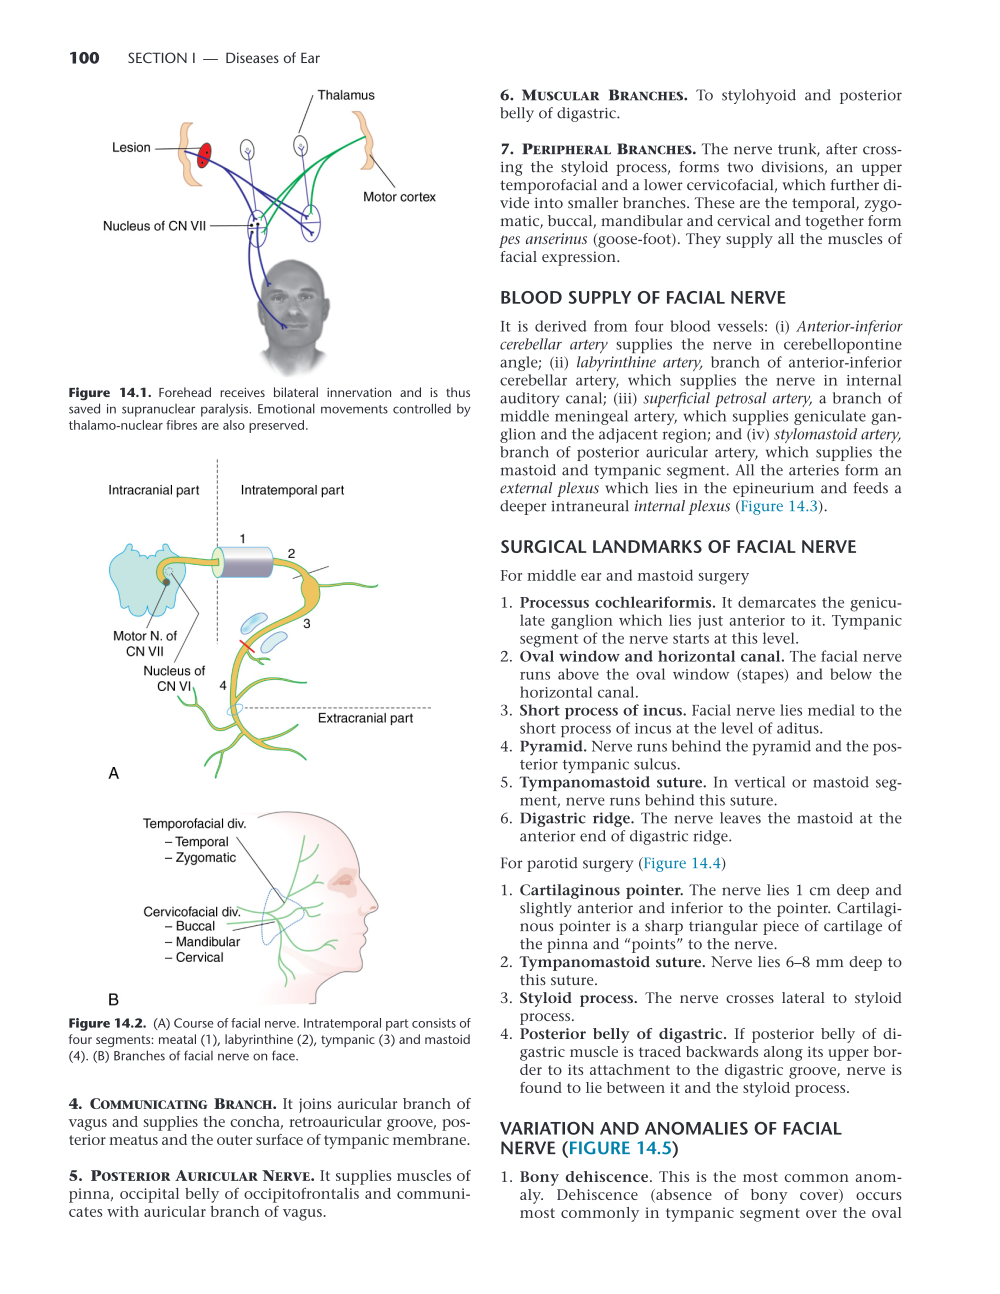 100 SECTION I — Diseases of Ear
Thalamus
Lesion
Motor cortex
Nucleus of CN VII
Figure 14.1. Forehead receives bilateral innervation and is thus
saved in supranuclear paralysis. Emotional movements controlled by
thalamo-nuclear fibres are also preserved.
Intracranial part
Intratemporal part
1
2
3
Motor N. of
CN VII
Nucleus of
CN VI
4
Extracranial part
A
Temporofacial div.
– Temporal
– Zygomatic
Cervicofacial div.
– Buccal
– Mandibular
– Cervical
B
Figure 14.2. (A) Course of facial nerve. Intratemporal part consists of
four segments: meatal (1), labyrinthine (2), tympanic (3) and mastoid
(4). (B) Branches of facial nerve on face.
4. COMMUNICATING BRANCH. It joins auricular branch of
vagus and supplies the concha, retroauricular groove, pos-
terior meatus and the outer surface of tympanic membrane.
5. POSTERIOR AURICULAR NERVE. It supplies muscles of
pinna, occipital belly of occipitofrontalis and communi-
cates with auricular branch of vagus.
6. MUSCULAR BRANCHES. To stylohyoid and posterior
belly of digastric.
7. PERIPHERAL BRANCHES. The nerve trunk, after cross-
ing the styloid process, forms two divisions, an upper
temporofacial and a lower cervicofacial, which further di-
vide into smaller branches. These are the temporal, zygo-
matic, buccal, mandibular and cervical and together form
pes anserinus (goose-foot). They supply all the muscles of
facial expression.
BLOOD SUPPLY OF FACIAL NERVE
It is derived from four blood vessels: (i) Anterior-inferior
cerebellar artery supplies the nerve in cerebellopontine
angle; (ii) labyrinthine artery, branch of anterior-inferior
cerebellar artery, which supplies the nerve in internal
auditory canal; (iii) superficial petrosal artery, a branch of
middle meningeal artery, which supplies geniculate gan-
glion and the adjacent region; and (iv) stylomastoid artery,
branch of posterior auricular artery, which supplies the
mastoid and tympanic segment. All the arteries form an
external plexus which lies in the epineurium and feeds a
deeper intraneural internal plexus (Figure 14.3).
SURGICAL LANDMARKS OF FACIAL NERVE
For middle ear and mastoid surgery
1. Processus cochleariformis. It demarcates the genicu-
late ganglion which lies just anterior to it. Tympanic
segment of the nerve starts at this level.
2. Oval window and horizontal canal. The facial nerve
runs above the oval window (stapes) and below the
horizontal canal.
3. Short process of incus. Facial nerve lies medial to the
short process of incus at the level of aditus.
4. Pyramid. Nerve runs behind the pyramid and the pos-
terior tympanic sulcus.
5. Tympanomastoid suture. In vertical or mastoid seg-
ment, nerve runs behind this suture.
6. Digastric ridge. The nerve leaves the mastoid at the
anterior end of digastric ridge.
For parotid surgery (Figure 14.4)
1. Cartilaginous pointer. The nerve lies 1 cm deep and
slightly anterior and inferior to the pointer. Cartilagi-
nous pointer is a sharp triangular piece of cartilage of
the pinna and “points” to the nerve.
2. Tympanomastoid suture. Nerve lies 6–8 mm deep to
this suture.
3. Styloid process. The nerve crosses lateral to styloid
process.
4. Posterior belly of digastric. If posterior belly of di-
gastric muscle is traced backwards along its upper bor-
der to its attachment to the digastric groove, nerve is
found to lie between it and the styloid process.
VARIATION AND ANOMALIES OF FACIAL
NERVE (FIGURE 14.5)
1. Bony dehiscence. This is the most common anom-
aly. Dehiscence (absence of bony cover) occurs
most commonly in tympanic segment over the oval